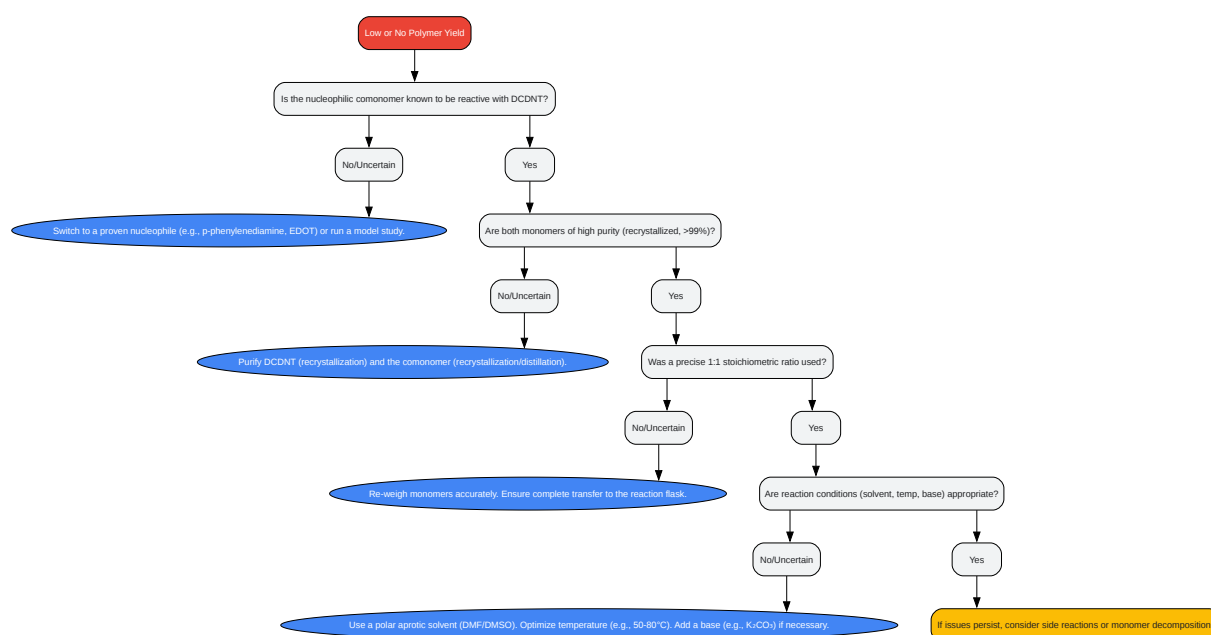 Low or No Polymer Yield
Is the nucleophilic comonomer known to be reactive with DCDNT?
No/Uncertain
Yes
Switch to a proven nucleophile (e.g., p-phenylenediamine, EDOT) or run a model study.
Are both monomers of high purity (recrystallized, >99%)?
No/Uncertain
Yes
Purify DCDNT (recrystallization) and the comonomer (recrystallization/distillation).
Was a precise 1:1 stoichiometric ratio used?
No/Uncertain
Yes
Re-weigh monomers accurately. Ensure complete transfer to the reaction flask.
Are reaction conditions (solvent, temp, base) appropriate?
No/Uncertain
Yes
Use a polar aprotic solvent (DMF/DMSO). Optimize temperature (e.g., 50-80°C). Add a base (e.g., K₂CO₃) if necessary.
If issues persist, consider side reactions or monomer decomposition